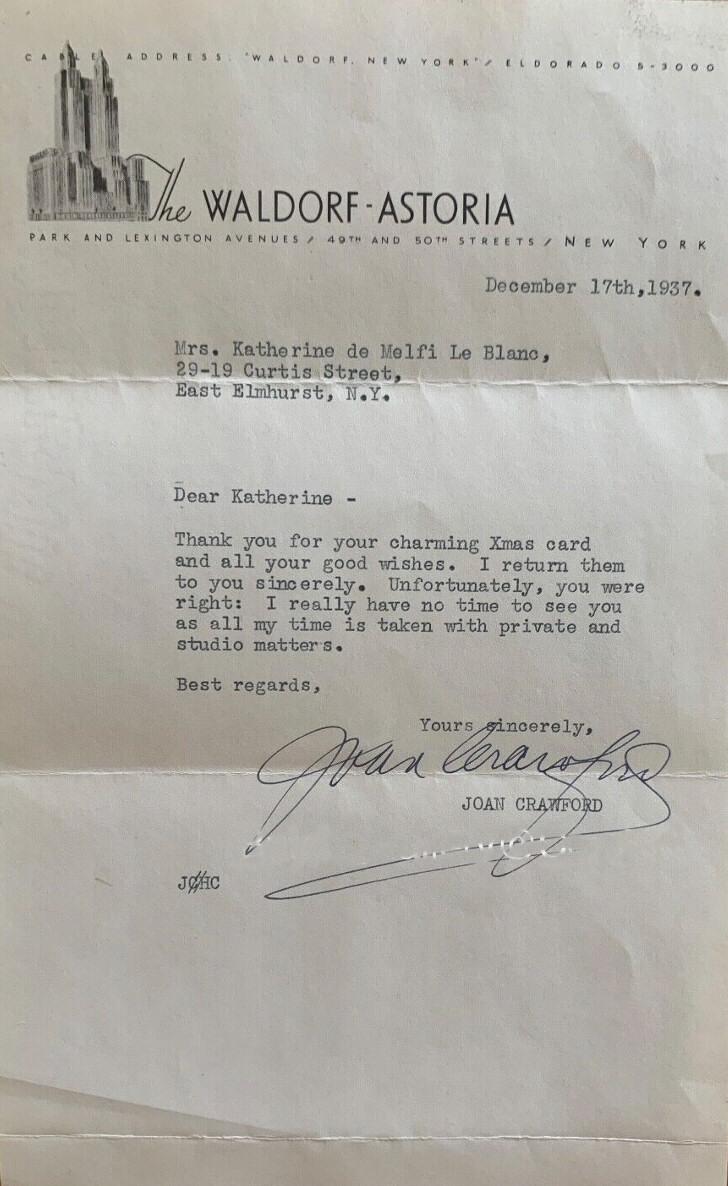 CABLE ADDRESS: "WALDORF, NEW YORK" / ELDORADO 5-3000
The WALDORF-ASTORIA
PARK AND LEXINGTON AVENUES / 49TH AND 50TH STREETS / NEW YORK
December 17th,1937.
Mrs. Katherine de Melfi Le Blanc,
29-19 Curtis Street,
East Elmhurst, N.Y.
Dear Katherine -
Thank you for your charming Xmas card
and all your good wishes. I return them
to you sincerely. Unfortunately, you were
right: I really have no time to see you
as all my time is taken with private and
studio matters.
Best regards,
Yours sincerely,
Joan Crawford
JOAN CRAWFORD